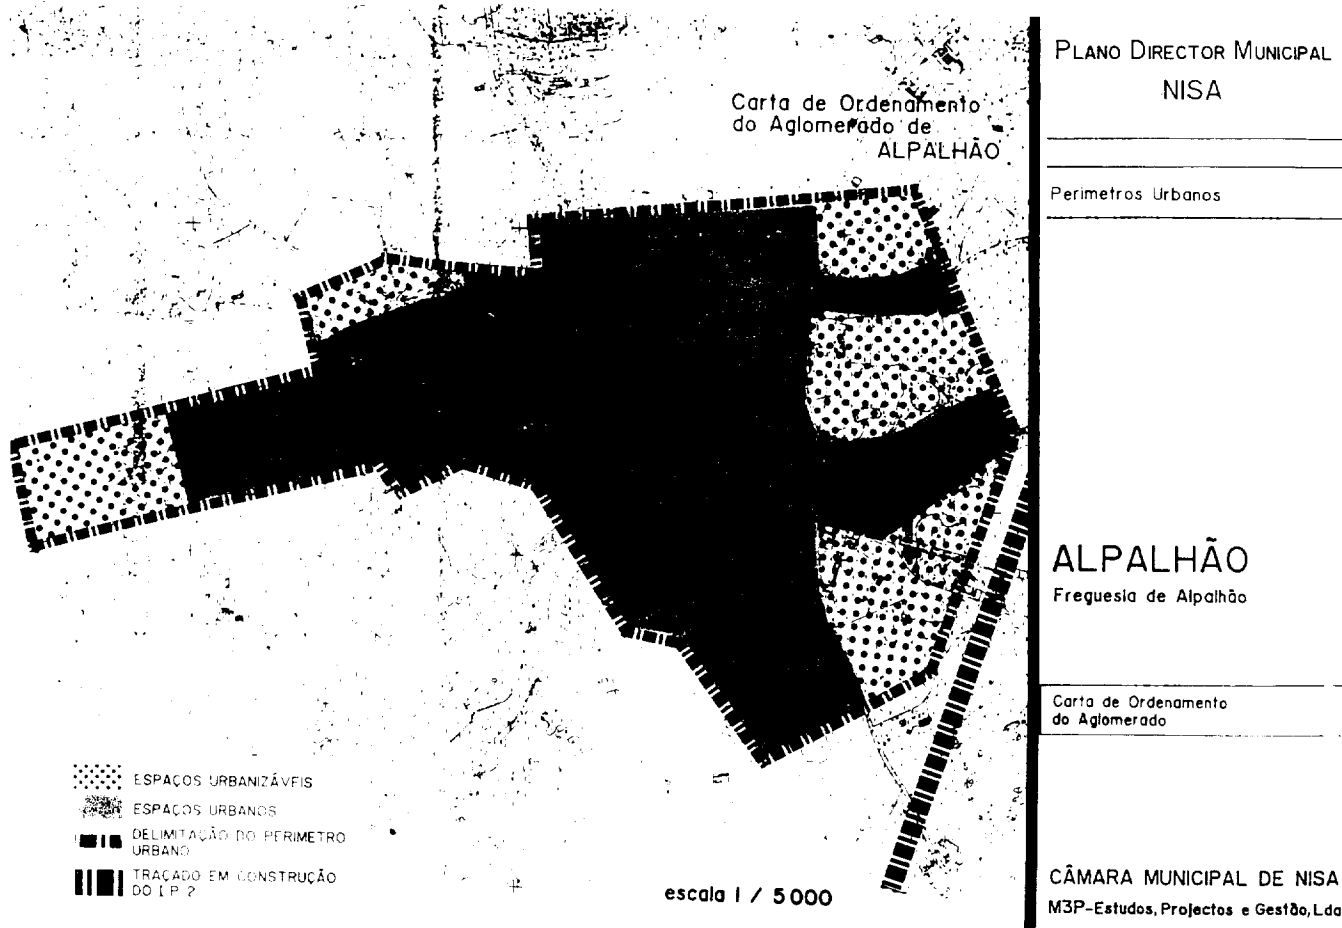 Carta de Ordenamento
do Aglomerado de
ALPALHÃO
ESPAÇOS URBANIZÁVEIS
ESPAÇOS URBANOS
DELIMITAÇÃO DO PERIMETRO
URBANO
TRAÇADO EM CONSTRUÇÃO
DO I P 2
escala 1 / 5000
PLANO DIRECTOR MUNICIPAL
NISA
Perimetros Urbanos
ALPALHÃO
Freguesia de Alpalhão
Carta de Ordenamento
do Aglomerado
CÂMARA MUNICIPAL DE NISA
M3P-Estudos, Projectos e Gestão, Lda